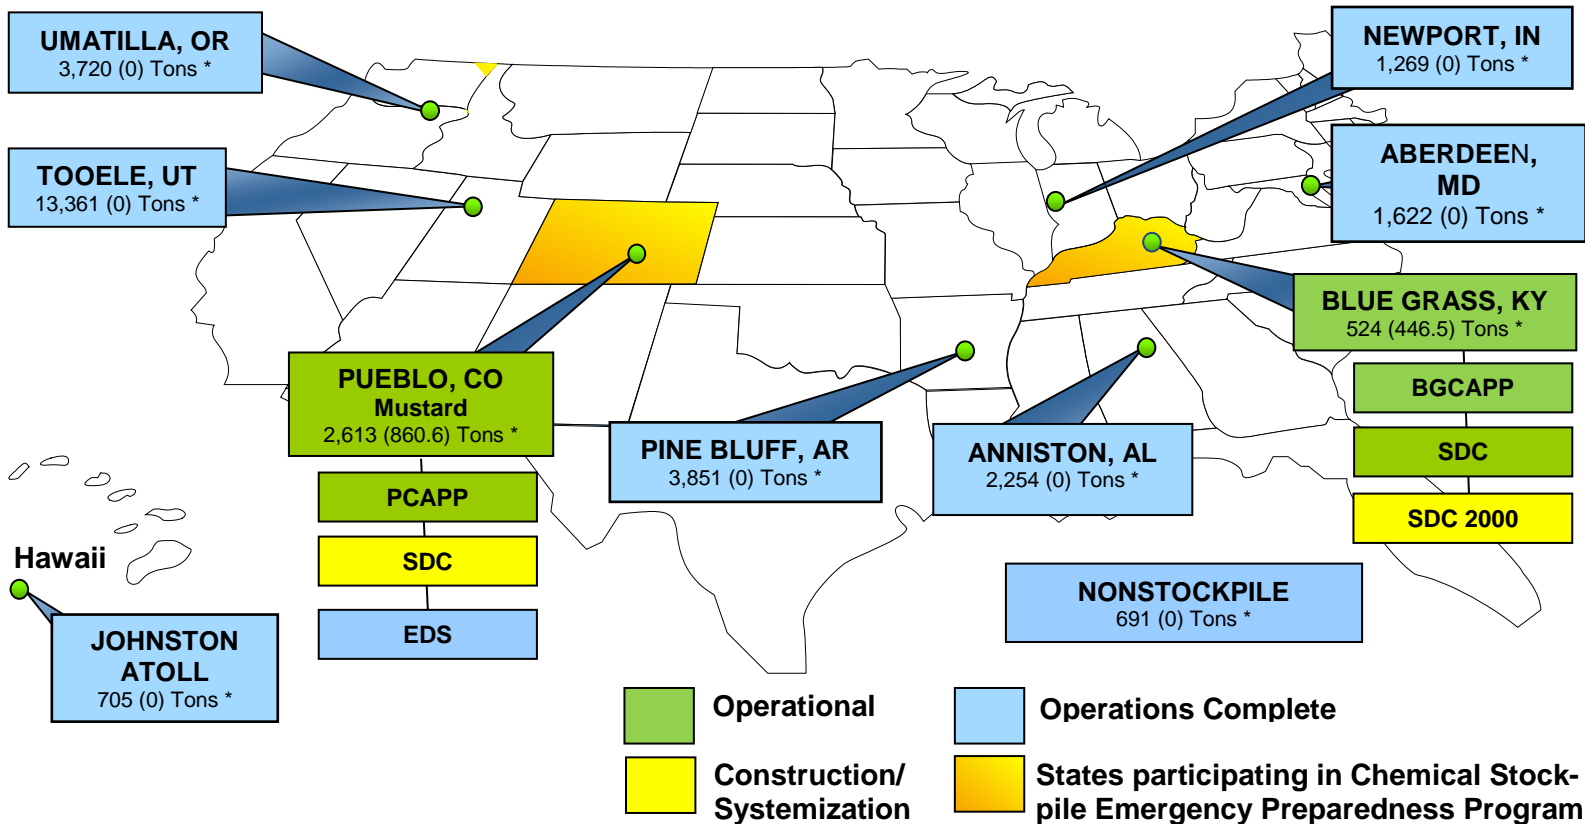 UMATILLA, OR
3,720 (0) Tons *
NEWPORT, IN
1,269 (0) Tons *
TOOELE, UT
13,361 (0) Tons *
ABERDEEN,
MD
1,622 (0) Tons *
BLUE GRASS, KY
524 (446.5) Tons *
BGCAPP
SDC
SDC 2000
PUEBLO, CO
Mustard
2,613 (860.6) Tons *
PCAPP
SDC
EDS
PINE BLUFF, AR
3,851 (0) Tons *
ANNISTON, AL
2,254 (0) Tons *
Hawaii
JOHNSTON
ATOLL
705 (0) Tons *
NONSTOCKPILE
691 (0) Tons *
Operational
Operations Complete
Construction/
Systemization
States participating in Chemical Stock-
pile Emergency Preparedness Program